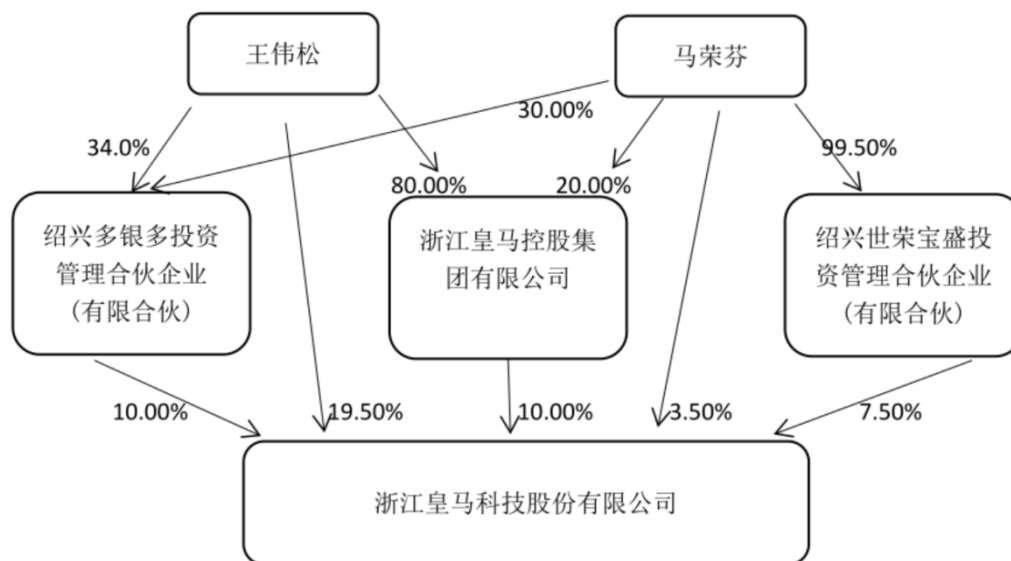 王伟松
马荣芬
30.00%
34.0%
99.50%
80.00%
20.00%
绍兴多银多投资
管理合伙企业
(有限合伙)
浙江皇马控股集
团有限公司
绍兴世荣宝盛投
资管理合伙企业
(有限合伙)
10.00%
19.50%
10.00%
3.50%
7.50%
浙江皇马科技股份有限公司